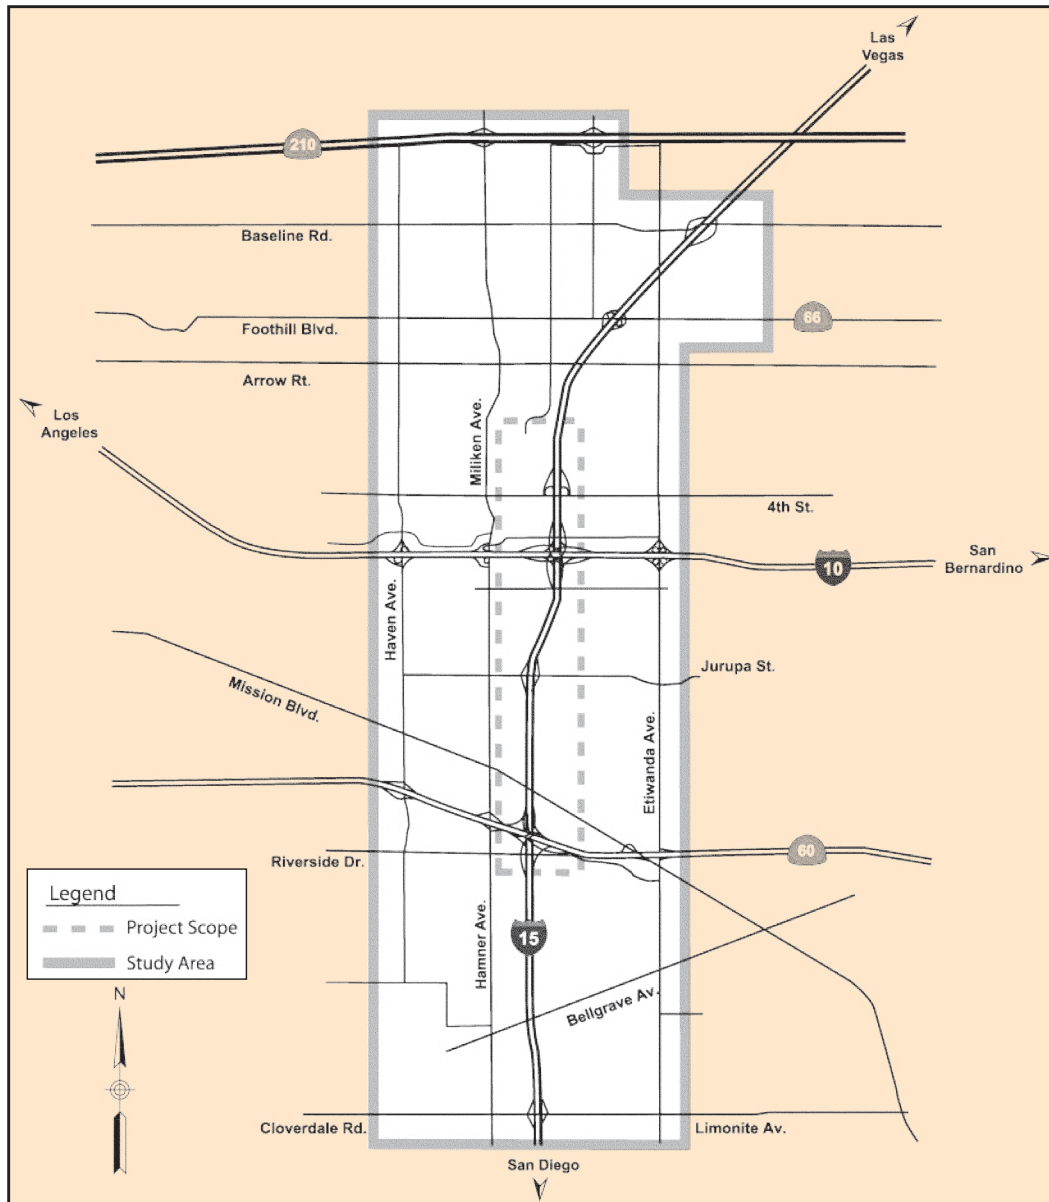 Las
Vegas
210
Baseline Rd.
Foothill Blvd.
66
Arrow Rt.
Los
Angeles
Milliken Ave.
4th St.
San
Bernardino
10
Haven Ave.
Jurupa St.
Mission Blvd.
Etiwanda Ave.
Riverside Dr.
60
Legend
Project Scope
Study Area
15
Hamner Ave.
N
Bellgrave Av.
Cloverdale Rd.
Limonite Av.
San Diego